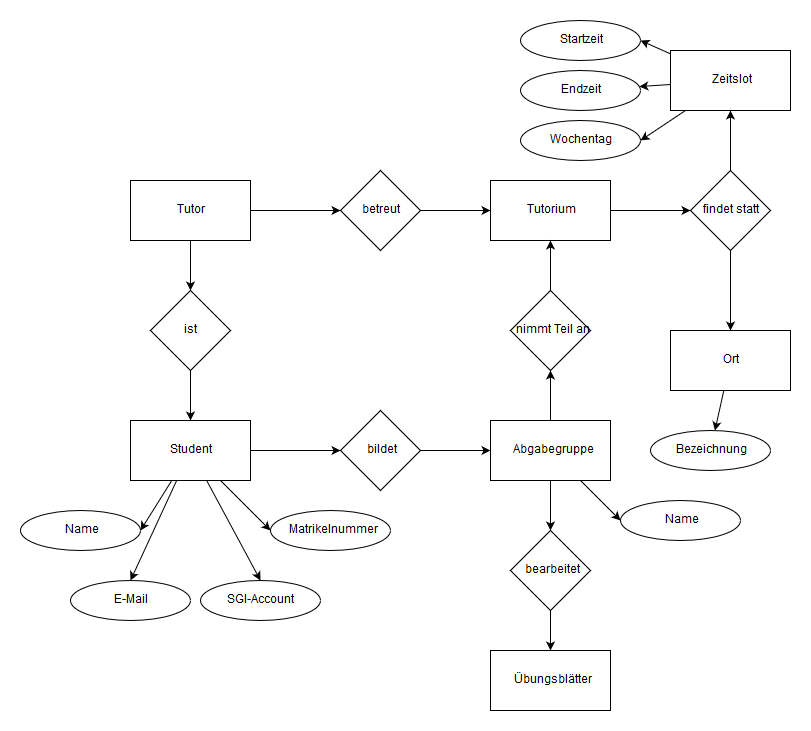 Startzeit
Zeitslot
Endzeit
Wochentag
Tutor
betreut
Tutorium
findet statt
ist
nimmt Teil an
Ort
Student
bildet
Abgabegruppe
Bezeichnung
Name
Matrikelnummer
Name
bearbeitet
E-Mail
SGI-Account
Übungsblätter